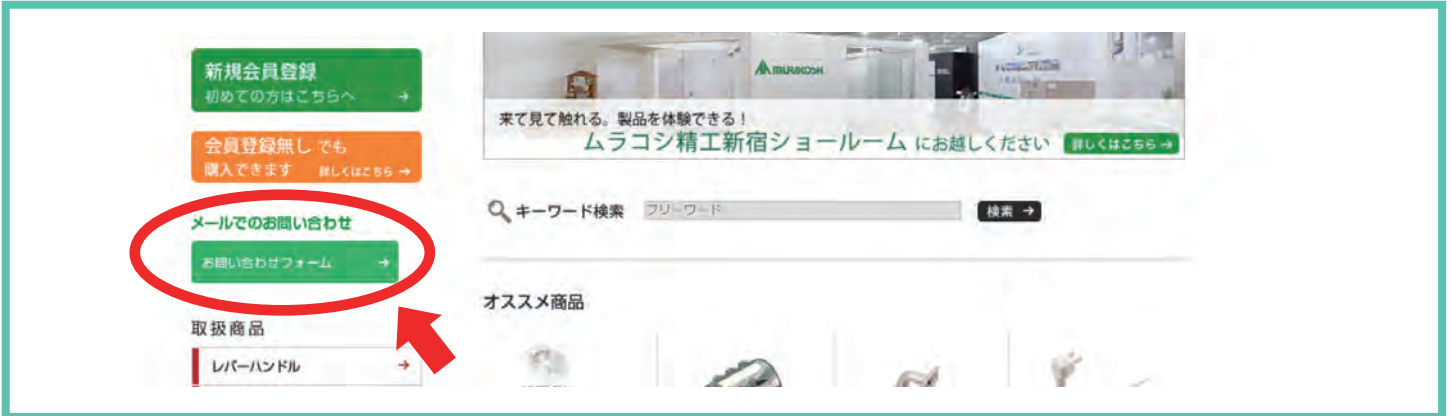 新規会員登録
初めての方はこちらへ →
会員登録無し でも
購入できます 詳しくはこちら →
メールでのお問い合わせ
お問い合わせフォーム →
取扱商品
レバーハンドル →
MURAKOSHI
来て見て触れる。製品を体験できる!
ムラコシ精工新宿ショールーム にお越しください 詳しくはこちら →
キーワード検索 フリーワード 検索 →
オススメ商品